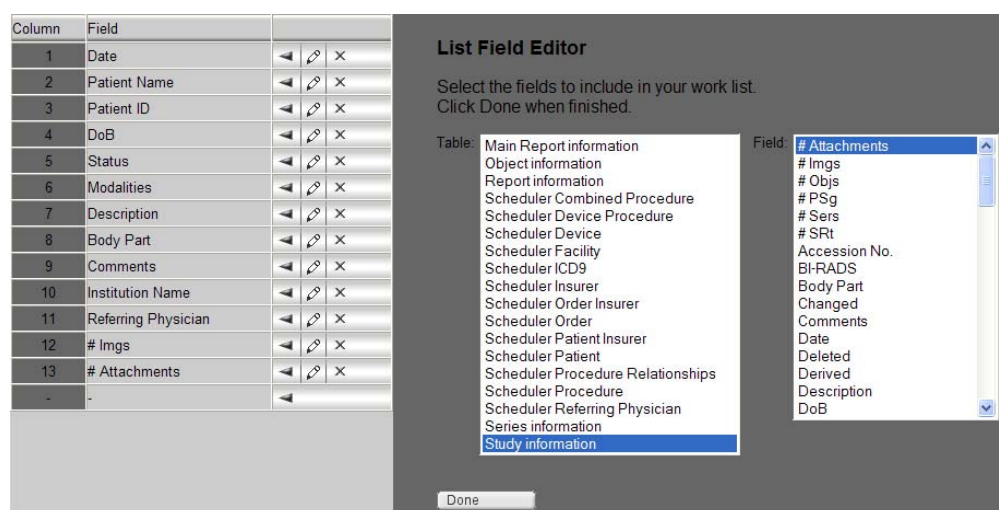 Column Field
1 Date
2 Patient Name
3 Patient ID
4 DoB
5 Status
6 Modalities
7 Description
8 Body Part
9 Comments
10 Institution Name
11 Referring Physician
12 # Imgs
13 # Attachments
- -
List Field Editor
Select the fields to include in your work list.
Click Done when finished.
Table:
Main Report information
Object information
Report information
Scheduler Combined Procedure
Scheduler Device Procedure
Scheduler Device
Scheduler Facility
Scheduler ICD9
Scheduler Insurer
Scheduler Order Insurer
Scheduler Order
Scheduler Patient Insurer
Scheduler Patient
Scheduler Procedure Relationships
Scheduler Procedure
Scheduler Referring Physician
Series information
Study information
Field:
# Attachments
# Imgs
# Objs
# PSg
# Sers
# SRt
Accession No.
BI-RADS
Body Part
Changed
Comments
Date
Deleted
Derived
Description
DoB
Done